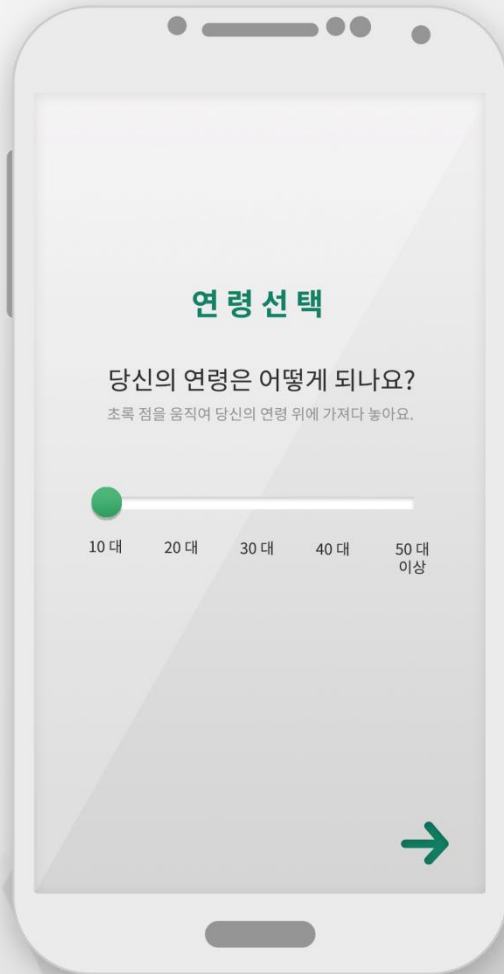 연령선택
당신의 연령은 어떻게 되나요?
초록 점을 움직여 당신의 연령 위에 가져다 놓아요.
10 대 20 대 30 대 40 대 50 대
이상